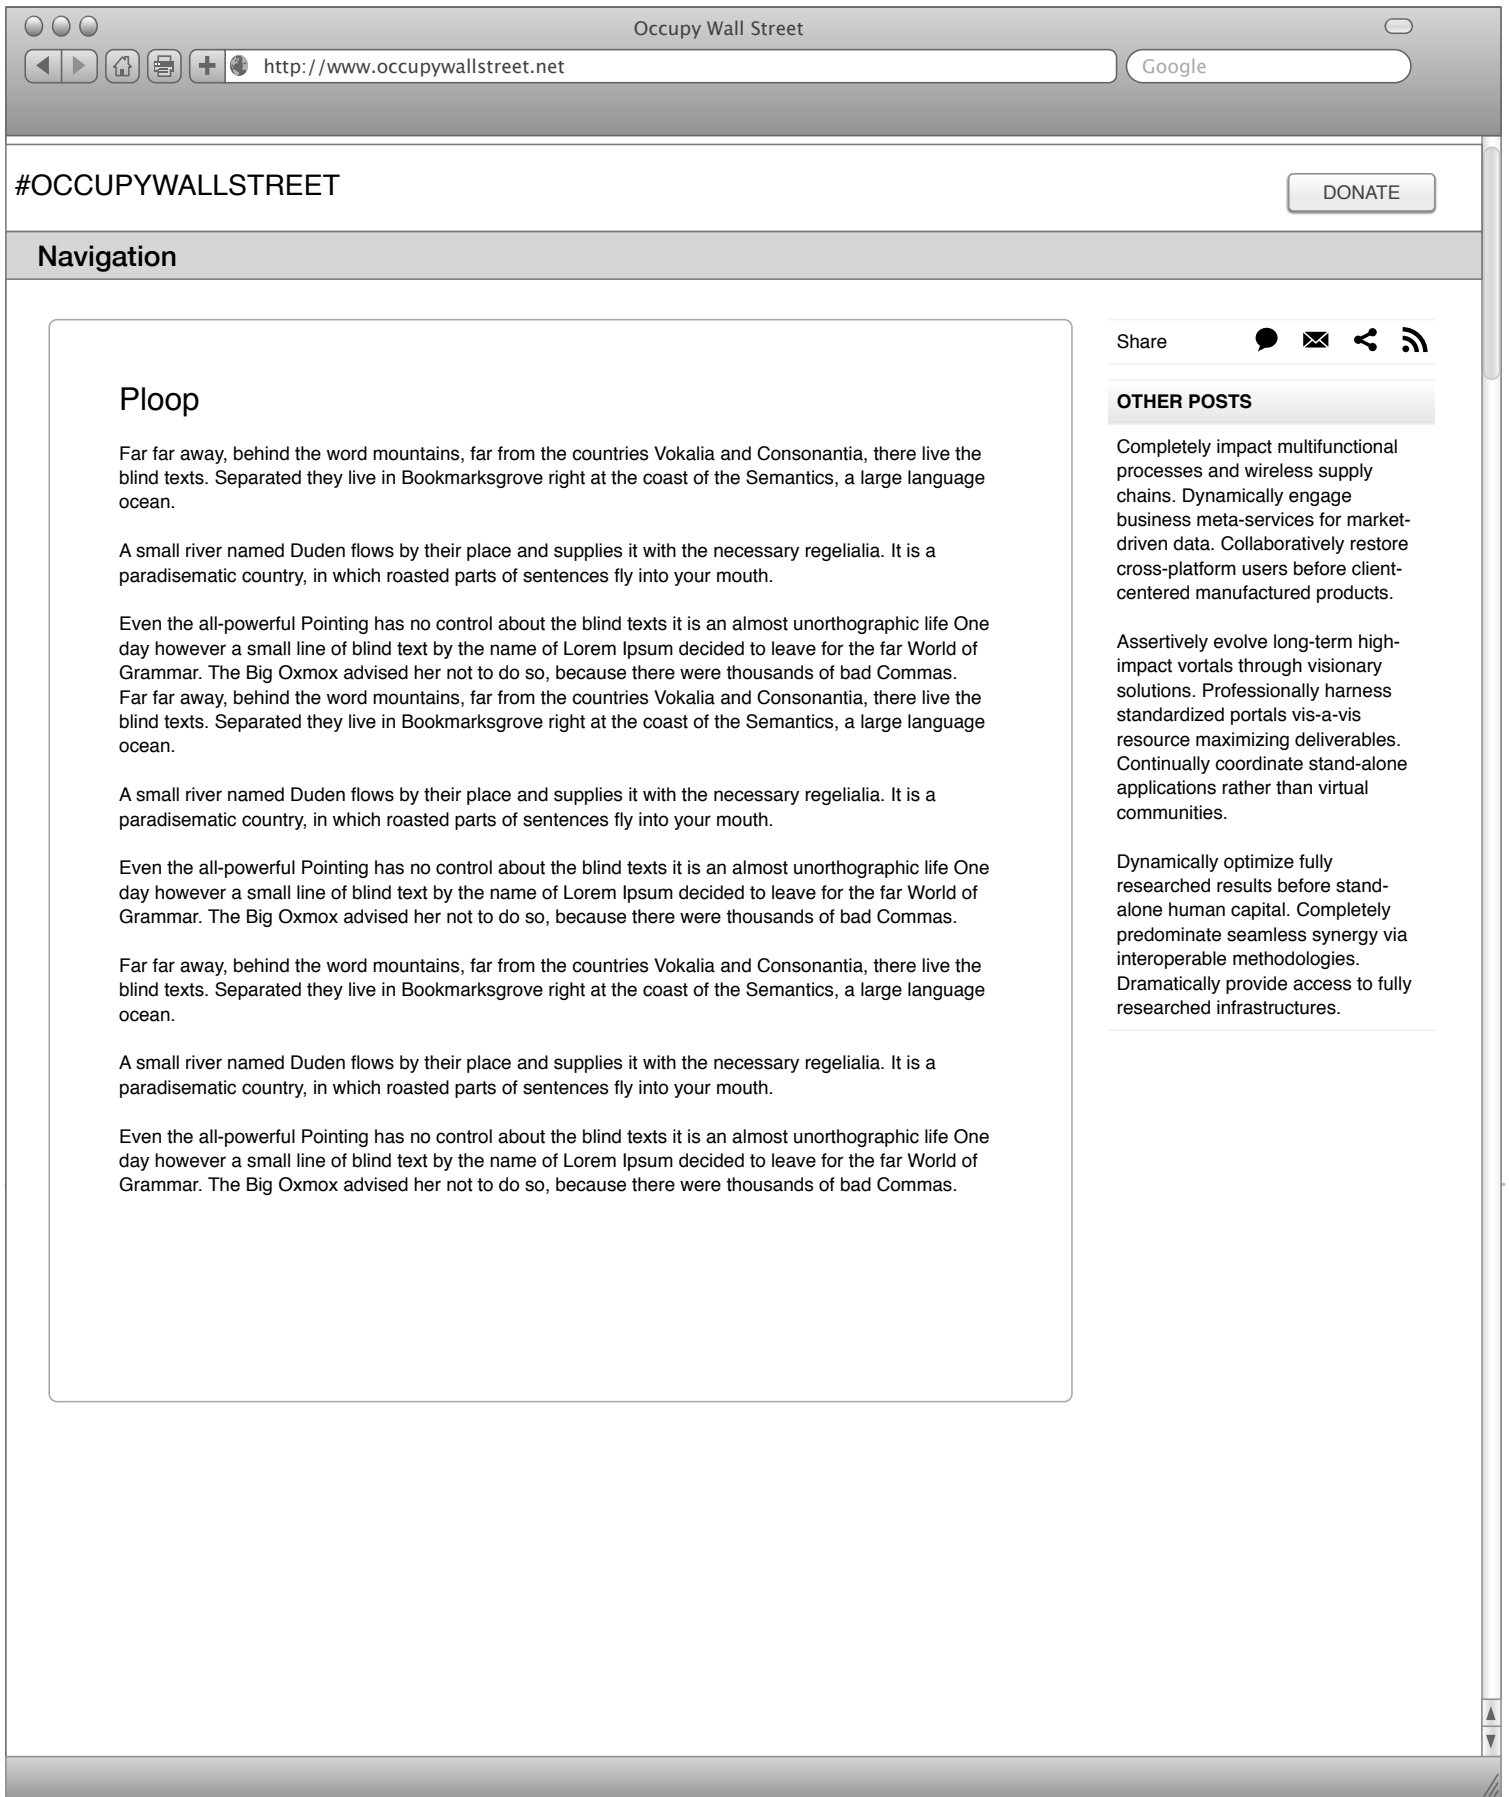 Occupy Wall Street
http://www.occupywallstreet.net
Google
#OCCUPYWALLSTREET
DONATE
Navigation
Ploop
Far far away, behind the word mountains, far from the countries Vokalia and Consonantia, there live the
blind texts. Separated they live in Bookmarksgrove right at the coast of the Semantics, a large language
ocean.
A small river named Duden flows by their place and supplies it with the necessary regelialia. It is a
paradisematic country, in which roasted parts of sentences fly into your mouth.
Even the all-powerful Pointing has no control about the blind texts it is an almost unorthographic life One
day however a small line of blind text by the name of Lorem Ipsum decided to leave for the far World of
Grammar. The Big Oxmox advised her not to do so, because there were thousands of bad Commas.
Far far away, behind the word mountains, far from the countries Vokalia and Consonantia, there live the
blind texts. Separated they live in Bookmarksgrove right at the coast of the Semantics, a large language
ocean.
A small river named Duden flows by their place and supplies it with the necessary regelialia. It is a
paradisematic country, in which roasted parts of sentences fly into your mouth.
Even the all-powerful Pointing has no control about the blind texts it is an almost unorthographic life One
day however a small line of blind text by the name of Lorem Ipsum decided to leave for the far World of
Grammar. The Big Oxmox advised her not to do so, because there were thousands of bad Commas.
Far far away, behind the word mountains, far from the countries Vokalia and Consonantia, there live the
blind texts. Separated they live in Bookmarksgrove right at the coast of the Semantics, a large language
ocean.
A small river named Duden flows by their place and supplies it with the necessary regelialia. It is a
paradisematic country, in which roasted parts of sentences fly into your mouth.
Even the all-powerful Pointing has no control about the blind texts it is an almost unorthographic life One
day however a small line of blind text by the name of Lorem Ipsum decided to leave for the far World of
Grammar. The Big Oxmox advised her not to do so, because there were thousands of bad Commas.
Share
OTHER POSTS
Completely impact multifunctional
processes and wireless supply
chains. Dynamically engage
business meta-services for market-
driven data. Collaboratively restore
cross-platform users before client-
centered manufactured products.
Assertively evolve long-term high-
impact vortals through visionary
solutions. Professionally harness
standardized portals vis-a-vis
resource maximizing deliverables.
Continually coordinate stand-alone
applications rather than virtual
communities.
Dynamically optimize fully
researched results before stand-
alone human capital. Completely
predominate seamless synergy via
interoperable methodologies.
Dramatically provide access to fully
researched infrastructures.